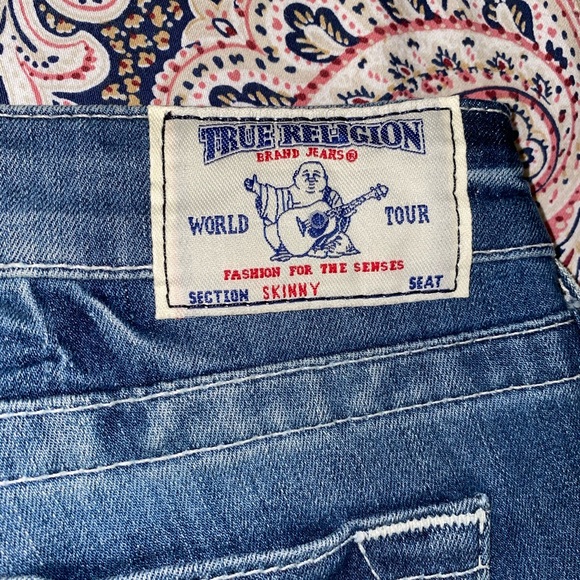 TRUE RELIGION
BRAND JEANS®
WORLD TOUR
FASHION FOR THE SENSES
SECTION SKINNY SEAT